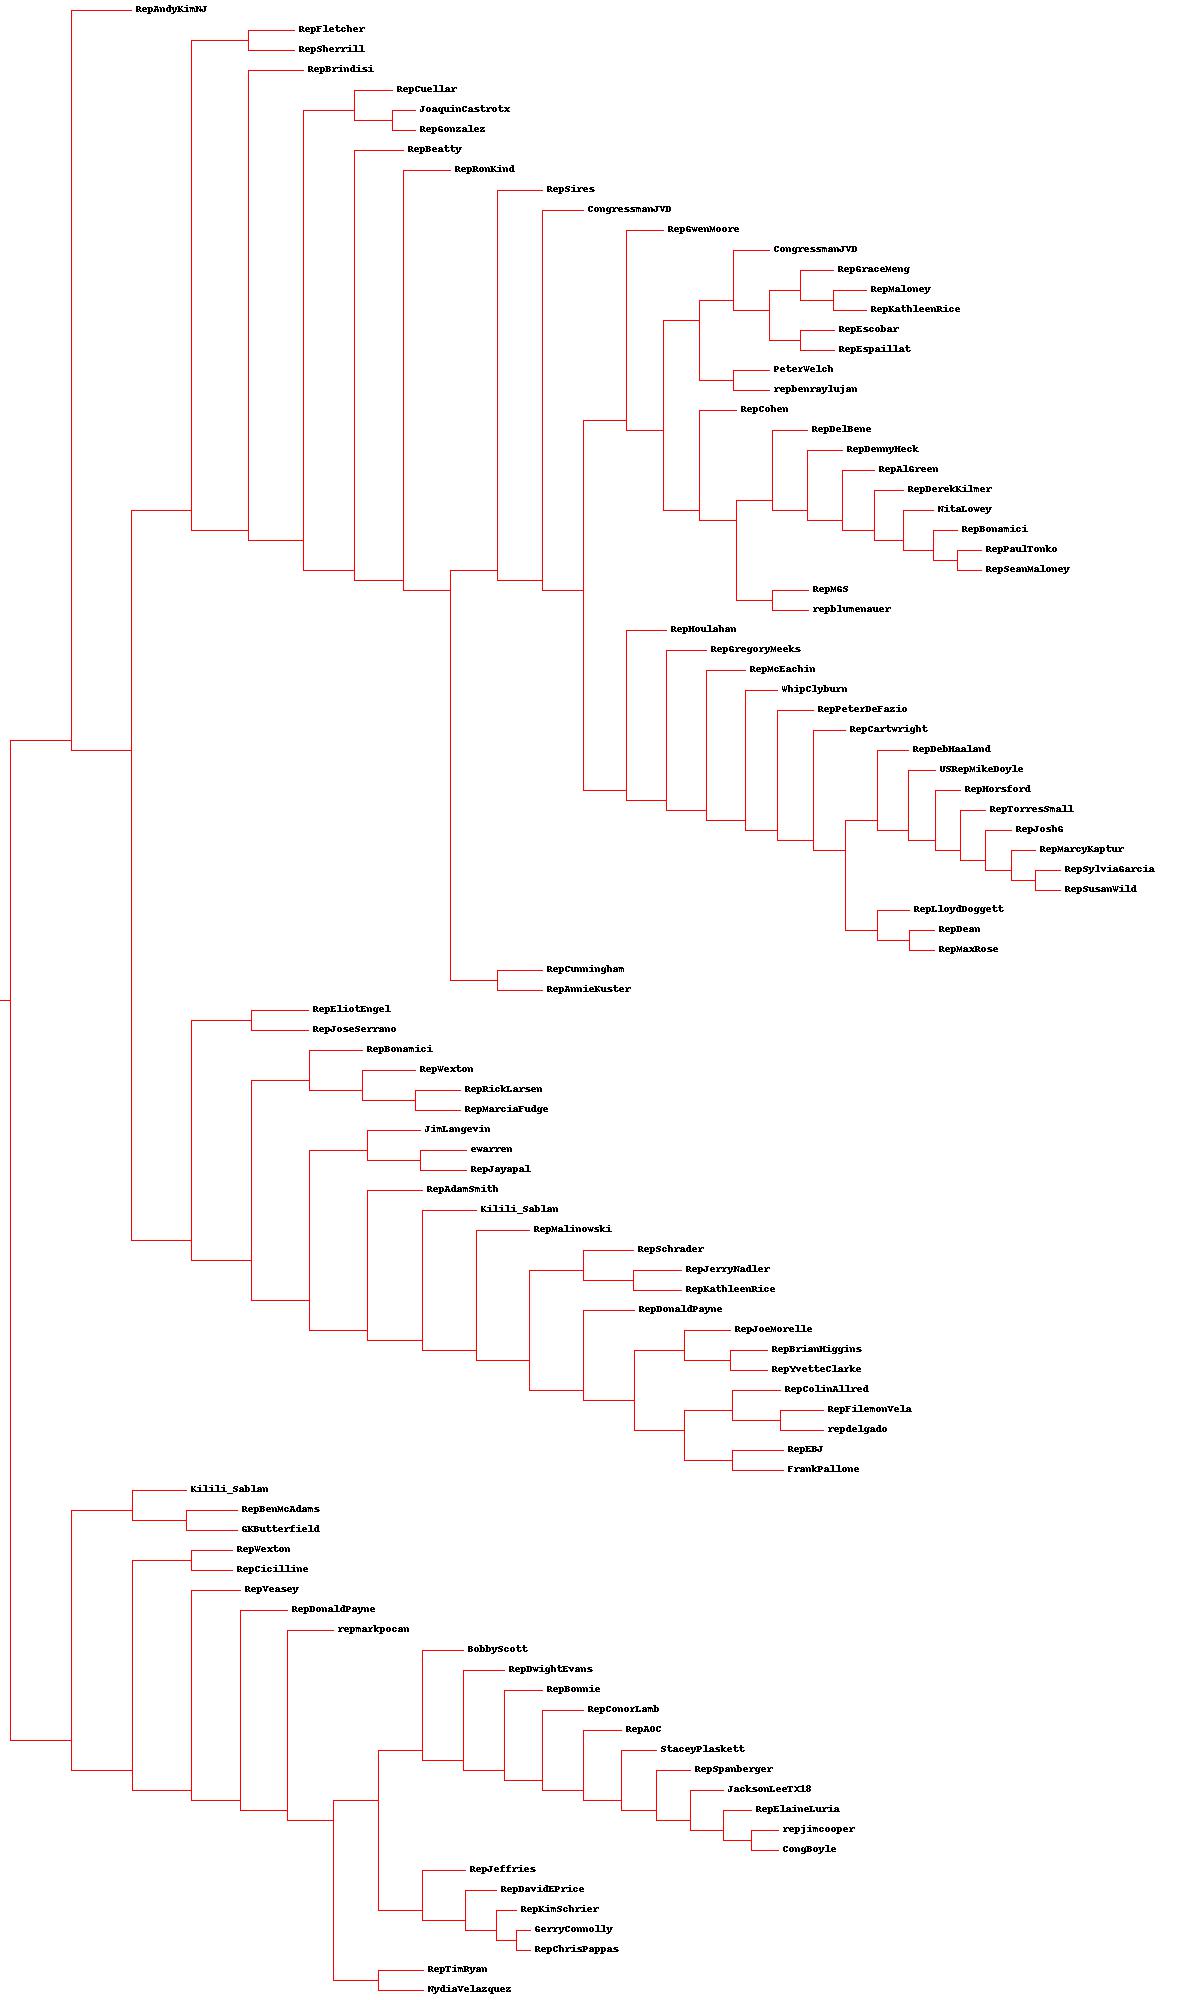 RepAndyKimNJ
RepFletcher
RepSherrill
RepBrindisi
RepCuellar
JoaquinCastrotx
RepGonzalez
RepBeatty
RepRonKind
RepSires
CongressmanJVD
RepGwenMoore
CongressmanJVD
RepGraceMeng
RepMaloney
RepKathleenRice
RepEscobar
RepEspaillat
PeterWelch
repbenraylujan
RepCohen
RepDelBene
RepDennyHeck
RepAlGreen
RepDerekKilmer
NitaLowey
RepBonamici
RepPaulTonko
RepSeanMaloney
RepMGS
repblumenauer
RepHoulahan
RepGregoryMeeks
RepMcEachin
WhipClyburn
RepPeterDeFazio
RepCartwright
RepDebHaaland
USRepMikeDoyle
RepHorsford
RepTorresSmall
RepJoshG
RepMarcyKaptur
RepSylviaGarcia
RepSusanWild
RepLloydDoggett
RepDean
RepMaxRose
RepCunningham
RepAnnieKuster
RepEliotEngel
RepJoseSerrano
RepBonamici
RepWexton
RepRickLarsen
RepMarciaFudge
JimLangevin
ewarren
RepJayapal
RepAdamSmith
Kilili_Sablan
RepMalinowski
RepSchrader
RepJerryNadler
RepKathleenRice
RepDonaldPayne
RepJoeMorelle
RepBrianHiggins
RepYvetteClarke
RepColinAllred
RepFilemonVela
repdelgado
RepEBJ
FrankPallone
Kilili_Sablan
RepBenMcAdams
GKButterfield
RepWexton
RepCicilline
RepVeasey
RepDonaldPayne
repmarkpocan
BobbyScott
RepDwightEvans
RepBonnie
RepConorLamb
RepAOC
StaceyPlaskett
RepSpanberger
JacksonLeeTX18
RepElaineLuria
repjimcooper
CongBoyle
RepJeffries
RepDavidEPrice
RepKimSchrier
GerryConnolly
RepChrisPappas
RepTimRyan
NydiaVelazquez